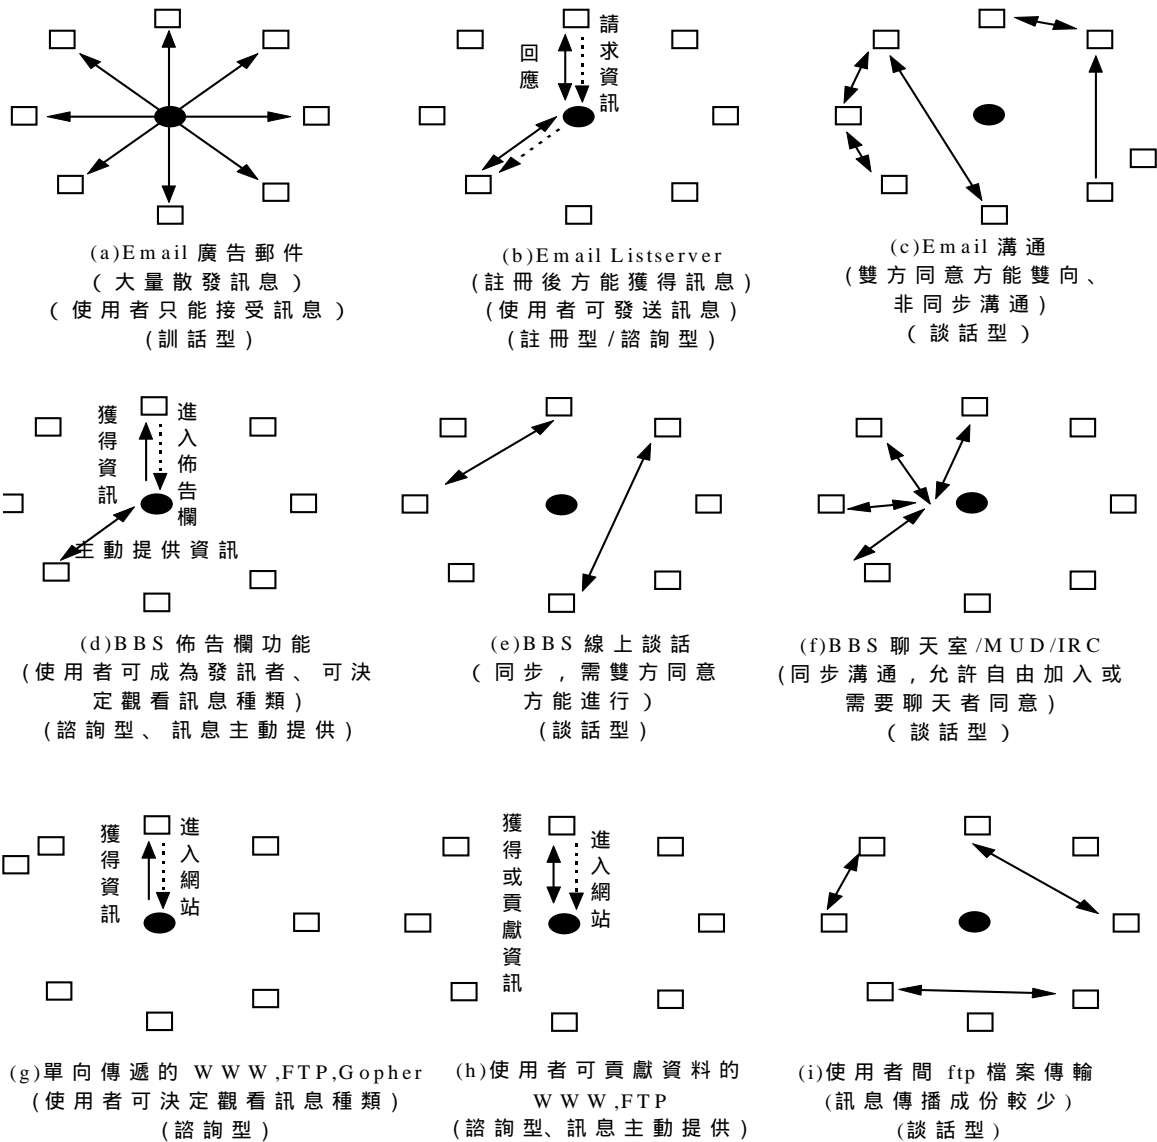 回應
請求資訊
(a)Email 廣告郵件
(大量散發訊息)
(使用者只能接受訊息)
(訓話型)
(b)Email Listserver
(註冊後方能獲得訊息)
(使用者可發送訊息)
(註冊型/諮詢型)
(c)Email 溝通
(雙方同意方能雙向、
非同步溝通)
(談話型)
獲得資訊
進入佈告欄
主動提供資訊
(d)BBS 佈告欄功能
(使用者可成為發訊者、可決
定觀看訊息種類)
(諮詢型、訊息主動提供)
(e)BBS 線上談話
(同步,需雙方同意
方能進行)
(談話型)
(f)BBS 聊天室/MUD/IRC
(同步溝通,允許自由加入或
需要聊天者同意)
(談話型)
獲得資訊
進入網站
(g)單向傳遞的 WWW,FTP,Gopher
(使用者可決定觀看訊息種類)
(諮詢型)
獲得或貢獻資訊
進入網站
(h)使用者可貢獻資料的
WWW,FTP
(諮詢型、訊息主動提供)
(i)使用者間 ftp 檔案傳輸
(訊息傳播成份較少)
(談話型)